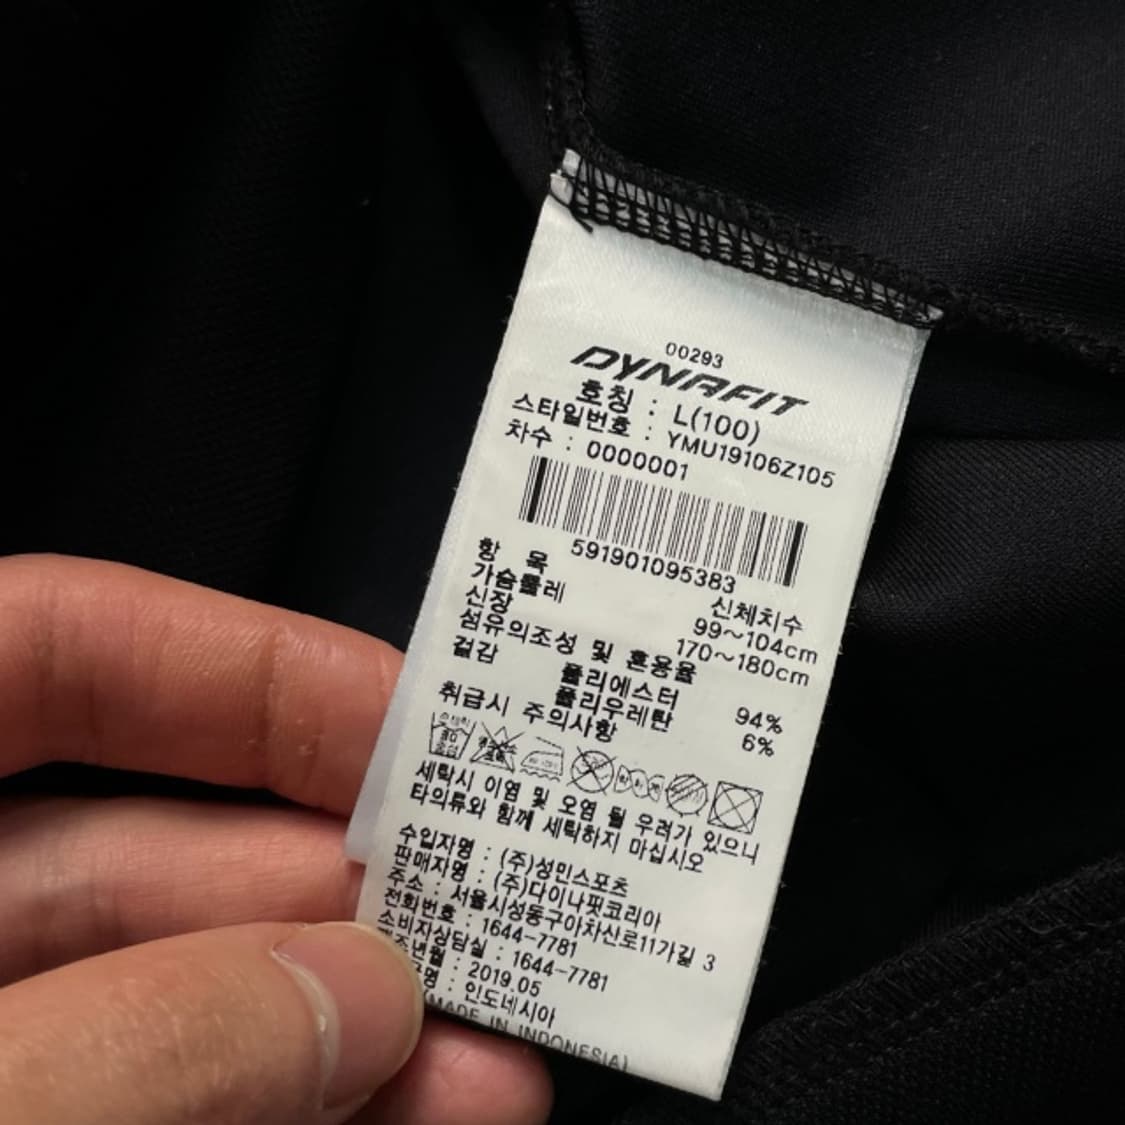 00293
DYNAFIT
호칭 : L(100)
스타일번호 : YMU19106Z105
차수 : 0000001
591901095383
항 목 신체치수
가슴둘레 99~104cm
신장 170~180cm
섬유의조성 및 혼용율
겉감 폴리에스터 94%
폴리우레탄 6%
취급시 주의사항
세탁시 이염 및 오염 될 우려가 있으니
타의류와 함께 세탁하지 마십시오
수입자명 : (주)성민스포츠
판매자명 : (주)다이나핏코리아
주소 : 서울시성동구아차산로11가길 3
전화번호 : 1644-7781
소비자상담실 : 1644-7781
제조년월 : 2019.05
명 : 인도네시아
(MADE IN INDONESIA)